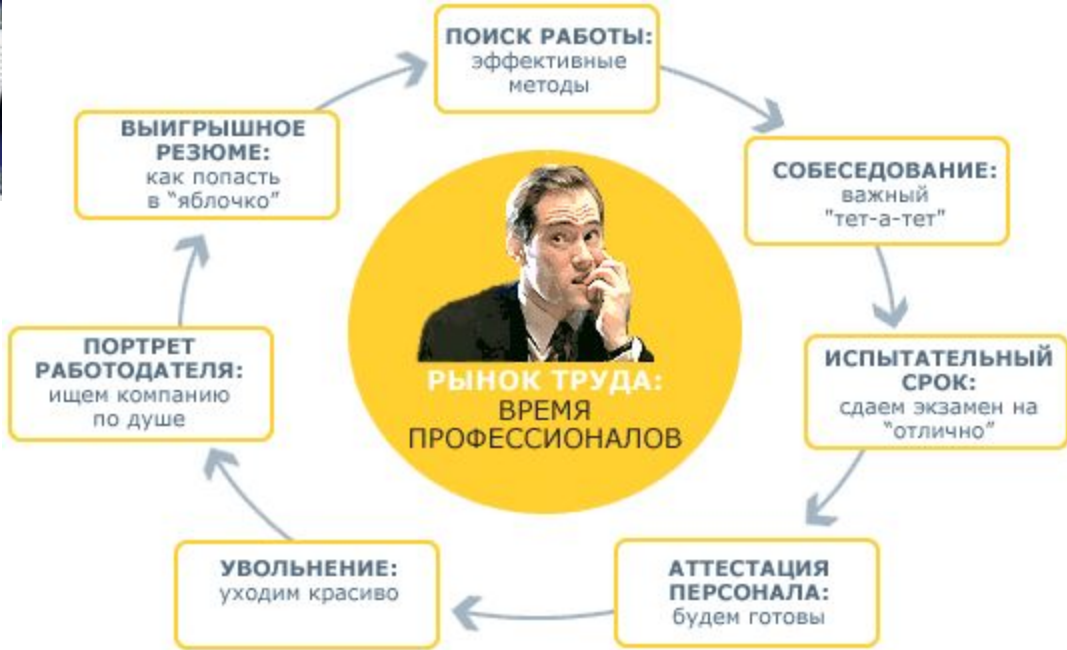 ПОИСК РАБОТЫ:
эффективные
методы
СОБЕСЕДОВАНИЕ:
важный
"тет-а-тет"
ИСПЫТАТЕЛЬНЫЙ
СРОК:
сдаем экзамен на
“отлично”
АТТЕСТАЦИЯ
ПЕРСОНАЛА:
будем готовы
УВОЛЬНЕНИЕ:
уходим красиво
ПОРТРЕТ
РАБОТОДАТЕЛЯ:
ищем компанию
по душе
ВЫИГРЫШНОЕ
РЕЗЮМЕ:
как попасть
в “яблочко”
РЫНОК ТРУДА:
ВРЕМЯ
ПРОФЕССИОНАЛОВ